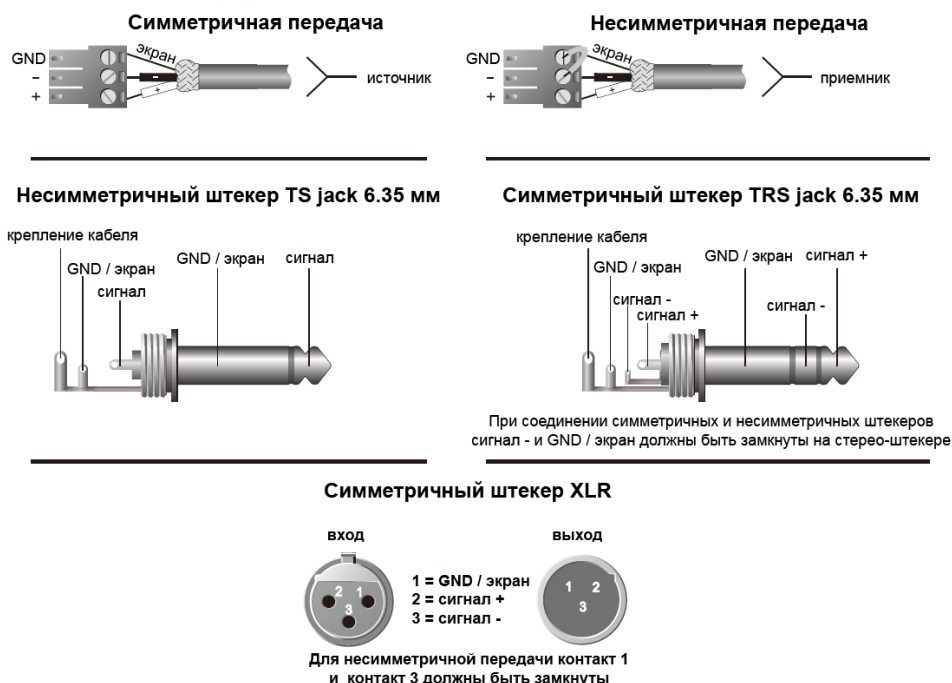 Симметричная передача
GND
экран
–
+
источник
Несимметричная передача
GND
экран
–
+
приемник
Несимметричный штекер TS jack 6.35 мм
крепление кабеля
GND / экран
сигнал
GND / экран
сигнал
Симметричный штекер TRS jack 6.35 мм
крепление кабеля
GND / экран
сигнал -
сигнал +
GND / экран
сигнал -
сигнал +
При соединении симметричных и несимметричных штекеров
сигнал - и GND / экран должны быть замкнуты на стерео-штекере
Симметричный штекер XLR
вход
2 1
3
1 = GND / экран
2 = сигнал +
3 = сигнал -
выход
1 2
3
Для несимметричной передачи контакт 1
и контакт 3 должны быть замкнуты